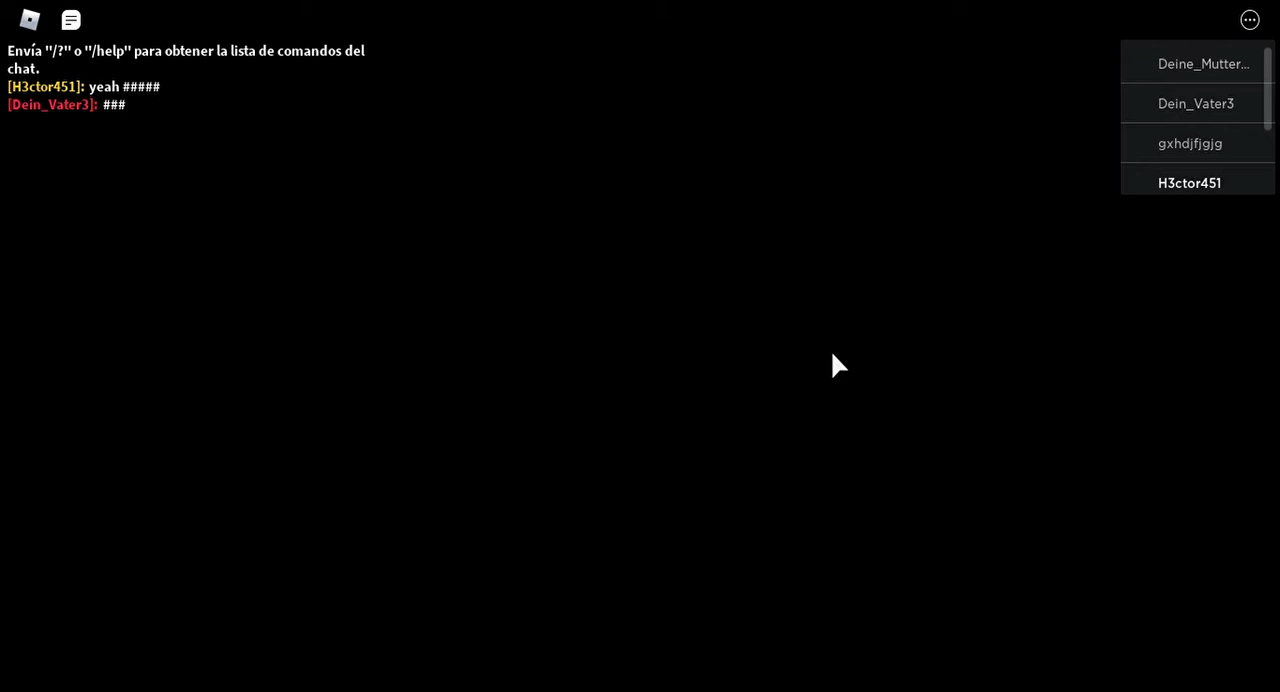 Envía "/?" o "/help" para obtener la lista de comandos del
chat.
[H3ctor451]: yeah #####
[Dein_Vater3]: ###
Deine_Mutter...
Dein_Vater3
gxhdjfjgjg
H3ctor451